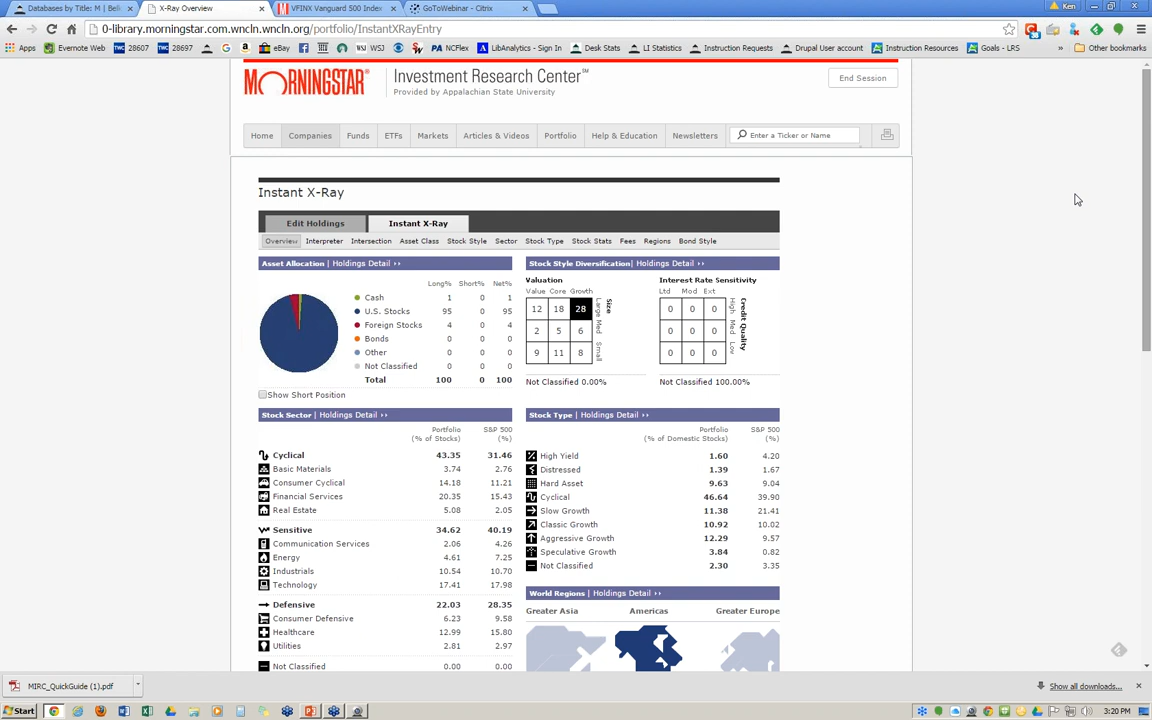 Databases by Title: M | Beli
X-Ray Overview
VFINX Vanguard 500 Index
GoToWebinar - Citrix
Ken
0-library.morningstar.com.wncln.wncln.org/portfolio/InstantXRayEntry
Apps Evernote Web TWC 28607 TWC 28697 eBay WSJ PA NCFlex LibAnalytics - Sign In Desk Stats LI Statistics Instruction Requests Drupal User account Instruction Resources Goals - LRS » Other bookmarks
MORNINGSTAR® Investment Research Center℠
Provided by Appalachian State University
End Session
Home Companies Funds ETFs Markets Articles & Videos Portfolio Help & Education Newsletters Enter a Ticker or Name
Instant X-Ray
Edit Holdings Instant X-Ray
Overview Interpreter Intersection Asset Class Stock Style Sector Stock Type Stock Stats Fees Regions Bond Style
Asset Allocation | Holdings Detail
Long% Short% Net%
Cash 1 0 1
U.S. Stocks 95 0 95
Foreign Stocks 4 0 4
Bonds 0 0 0
Other 0 0 0
Not Classified 0 0 0
Total 100 0 100
Show Short Position
Stock Style Diversification | Holdings Detail
Valuation
Value Core Growth
12 18 28
2 5 6
9 11 8
Large Med Small
Size
Not Classified 0.00%
Interest Rate Sensitivity
Ltd Mod Ext
0 0 0
0 0 0
0 0 0
High Med Low
Credit Quality
Not Classified 100.00%
Stock Sector | Holdings Detail
Portfolio S&P 500
(% of Stocks) (%)
Cyclical 43.35 31.46
Basic Materials 3.74 2.76
Consumer Cyclical 14.18 11.21
Financial Services 20.35 15.43
Real Estate 5.08 2.05
Sensitive 34.62 40.19
Communication Services 2.06 4.26
Energy 4.61 7.25
Industrials 10.54 10.70
Technology 17.41 17.98
Defensive 22.03 28.35
Consumer Defensive 6.23 9.58
Healthcare 12.99 15.80
Utilities 2.81 2.97
Not Classified 0.00 0.00
Stock Type | Holdings Detail
Portfolio S&P 500
(% of Domestic Stocks) (%)
High Yield 1.60 4.20
Distressed 1.39 1.67
Hard Asset 9.63 9.04
Cyclical 46.64 39.90
Slow Growth 11.38 21.41
Classic Growth 10.92 10.02
Aggressive Growth 12.29 9.57
Speculative Growth 3.84 0.82
Not Classified 2.30 3.35
World Regions | Holdings Detail
Greater Asia Americas Greater Europe
MIRC_QuickGuide (1).pdf
Show all downloads...
Start
3:20 PM